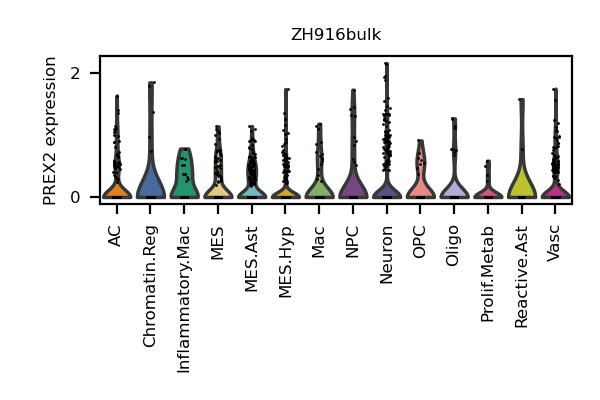 ZH916bulk
PREX2 expression
2
0
AC
Chromatin.Reg
Inflammatory.Mac
MES
MES.Ast
MES.Hyp
Mac
NPC
Neuron
OPC
Oligo
Prolif.Metab
Reactive.Ast
Vasc